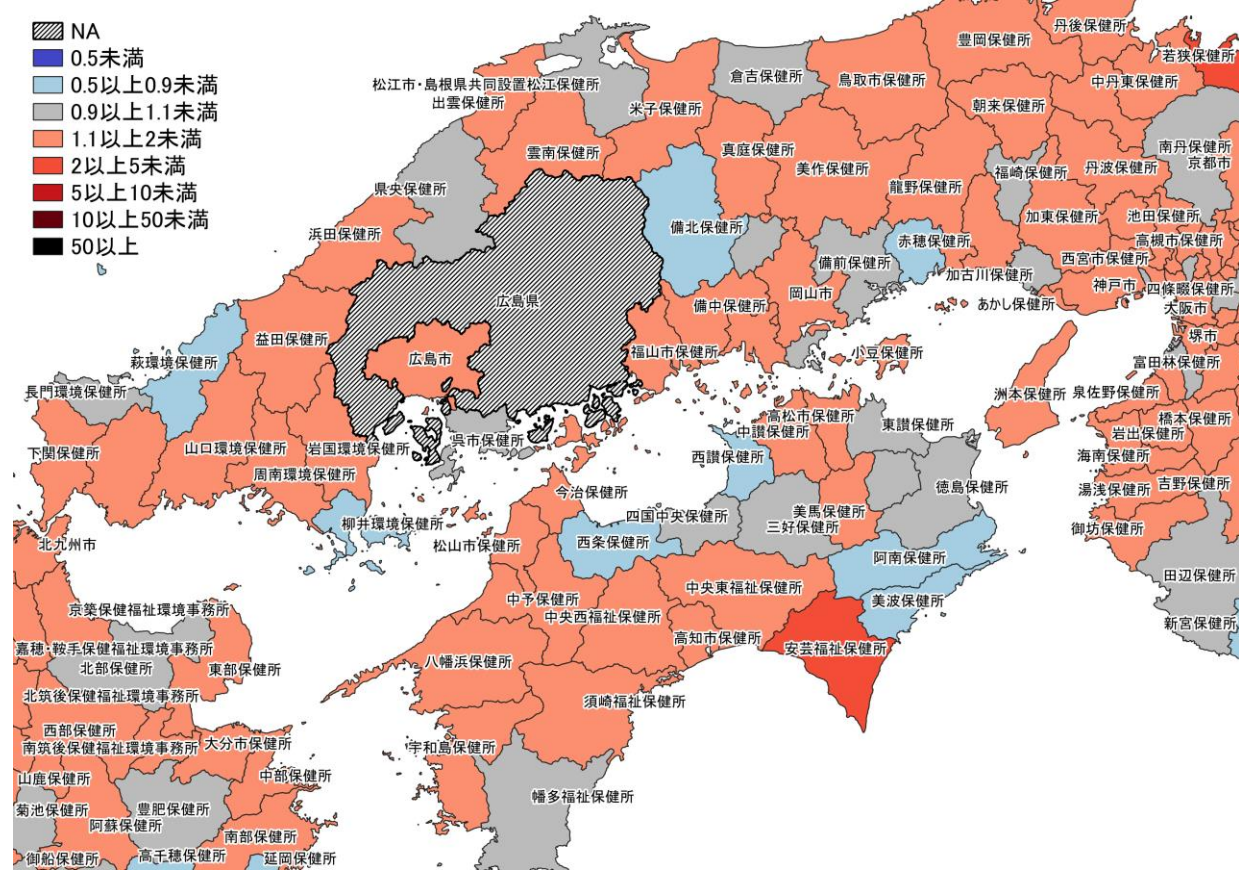 NA
0.5未満
0.5以上0.9未満
0.9以上1.1未満
1.1以上2未満
2以上5未満
5以上10未満
10以上50未満
50以上
丹後保健所
豊岡保健所
若狭保健所
倉吉保健所
鳥取市保健所
中丹東保健所
松江市・島根県共同設置松江保健所
出雲保健所
米子保健所
朝来保健所
雲南保健所
真庭保健所
美作保健所
南丹保健所
京都市
福崎保健所
丹波保健所
県央保健所
龍野保健所
浜田保健所
備北保健所
赤穂保健所
加東保健所
池田保健所
高槻市保健所
備前保健所
加古川保健所
西宮市保健所
神戸市
四條畷保健所
広島県
備中保健所
岡山市
あかし保健所
大阪市
益田保健所
広島市
福山市保健所
小豆保健所
堺市
萩環境保健所
富田林保健所
長門環境保健所
洲本保健所
泉佐野保健所
高松市保健所
中讃保健所
東讃保健所
橋本保健所
岩出保健所
下関保健所
山口環境保健所
岩国環境保健所
呉市保健所
西讃保健所
海南保健所
周南環境保健所
今治保健所
徳島保健所
湯浅保健所
吉野保健所
柳井環境保健所
四国中央保健所
美馬保健所
三好保健所
御坊保健所
北九州市
松山市保健所
西条保健所
阿南保健所
田辺保健所
中央東福祉保健所
京築保健福祉環境事務所
中予保健所
中央西福祉保健所
美波保健所
新宮保健所
嘉穂・鞍手保健福祉環境事務所
高知市保健所
安芸福祉保健所
北部保健所
東部保健所
八幡浜保健所
北筑後保健福祉環境事務所
須崎福祉保健所
西部保健所
南筑後保健福祉環境事務所
大分市保健所
宇和島保健所
山鹿保健所
中部保健所
幡多福祉保健所
菊池保健所
豊肥保健所
阿蘇保健所
南部保健所
御船保健所
高千穂保健所
延岡保健所